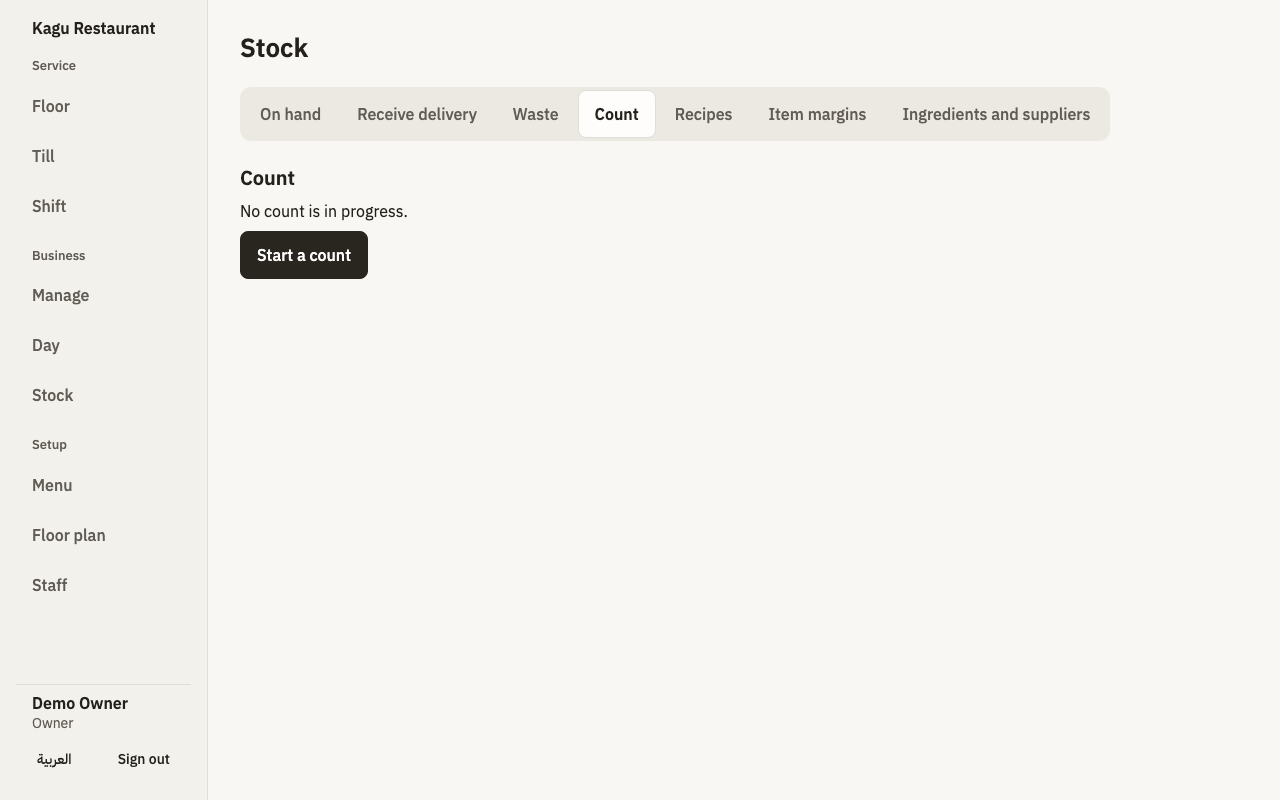 Kagu Restaurant
Service
Floor
Till
Shift
Business
Manage
Day
Stock
Setup
Menu
Floor plan
Staff
Demo Owner
Owner
العربية
Sign out
Stock
On hand
Receive delivery
Waste
Count
Recipes
Item margins
Ingredients and suppliers
Count
No count is in progress.
Start a count